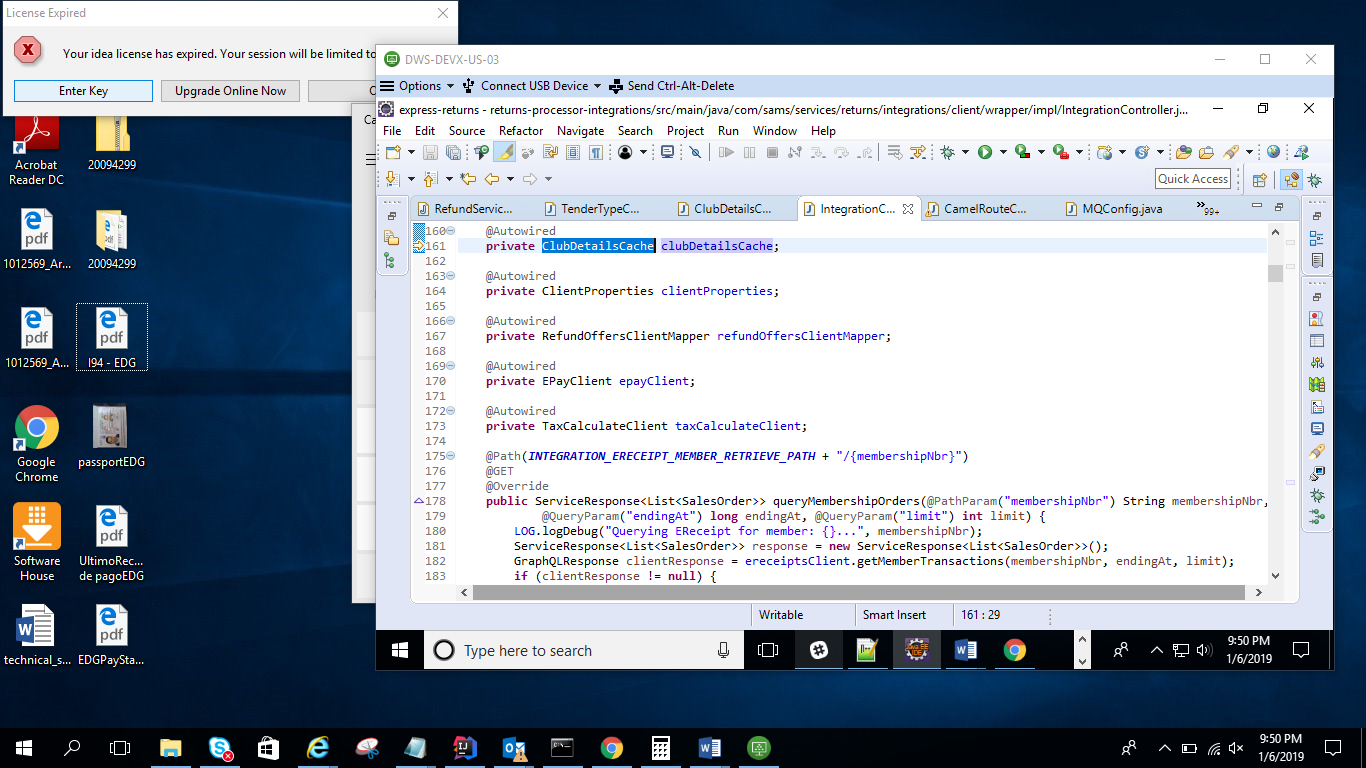 License Expired
Your idea license has expired. Your session will be limited to
Enter Key
Upgrade Online Now
Acrobat
Reader DC
20094299
1012569_Ar...
20094299
1012569_A...
I94 - EDG
Google
Chrome
passportEDG
Software
House
UltimoRec...
de pagoEDG
technical_s...
EDGPaySta...
DWS-DEVX-US-03
Options
Connect USB Device
Send Ctrl-Alt-Delete
express-returns - returns-processor-integrations/src/main/java/com/sams/services/returns/integrations/client/wrapper/impl/IntegrationController.j...
File Edit Source Refactor Navigate Search Project Run Window Help
Quick Access
RefundServic... TenderTypeC... ClubDetailsC... IntegrationC... CamelRouteC... MQConfig.java 99+
160 @Autowired
161 private ClubDetailsCache clubDetailsCache;
162
163 @Autowired
164 private ClientProperties clientProperties;
165
166 @Autowired
167 private RefundOffersClientMapper refundOffersClientMapper;
168
169 @Autowired
170 private EPayClient epayClient;
171
172 @Autowired
173 private TaxCalculateClient taxCalculateClient;
174
175 @Path(INTEGRATION_ERECEIPT_MEMBER_RETRIEVE_PATH + "/{membershipNbr}")
176 @GET
177 @Override
178 public ServiceResponse<List<SalesOrder>> queryMembershipOrders(@PathParam("membershipNbr") String membershipNbr,
179 @QueryParam("endingAt") long endingAt, @QueryParam("limit") int limit) {
180 LOG.logDebug("Querying EReceipt for member: {}...", membershipNbr);
181 ServiceResponse<List<SalesOrder>> response = new ServiceResponse<List<SalesOrder>>();
182 GraphQLResponse clientResponse = ereceiptsClient.getMemberTransactions(membershipNbr, endingAt, limit);
183 if (clientResponse != null) {
Writable
Smart Insert
161 : 29
Type here to search
9:50 PM
1/6/2019
9:50 PM
1/6/2019